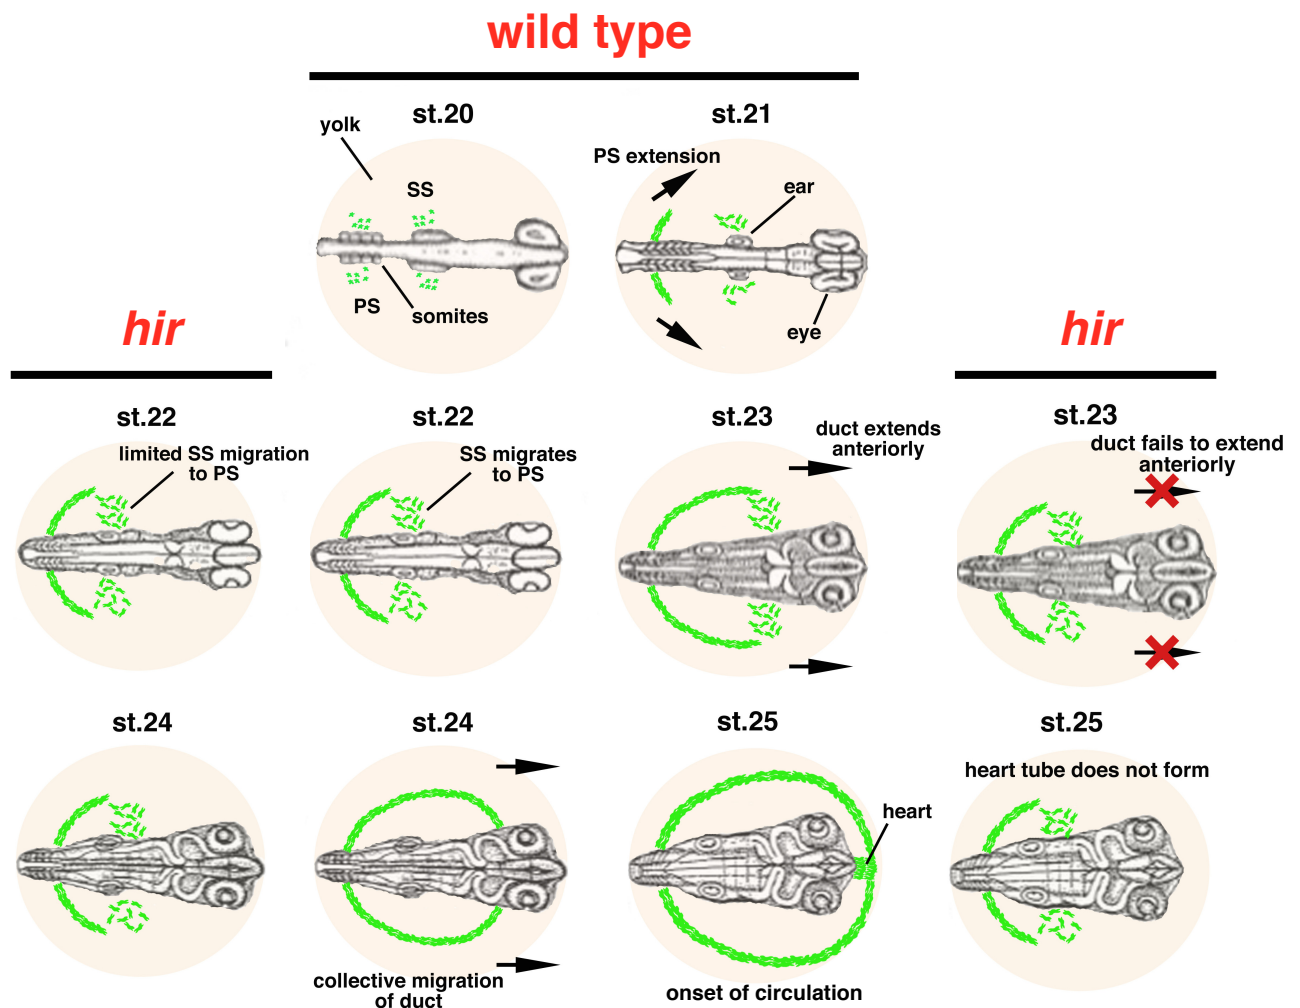 wild type
st.20
st.21
yolk
SS
PS
somites
PS extension
ear
eye
hir
hir
st.22
limited SS migration
to PS
st.22
SS migrates
to PS
st.23
duct extends
anteriorly
st.23
duct fails to extend
anteriorly
st.24
st.24
collective migration
of duct
st.25
heart
onset of circulation
st.25
heart tube does not form